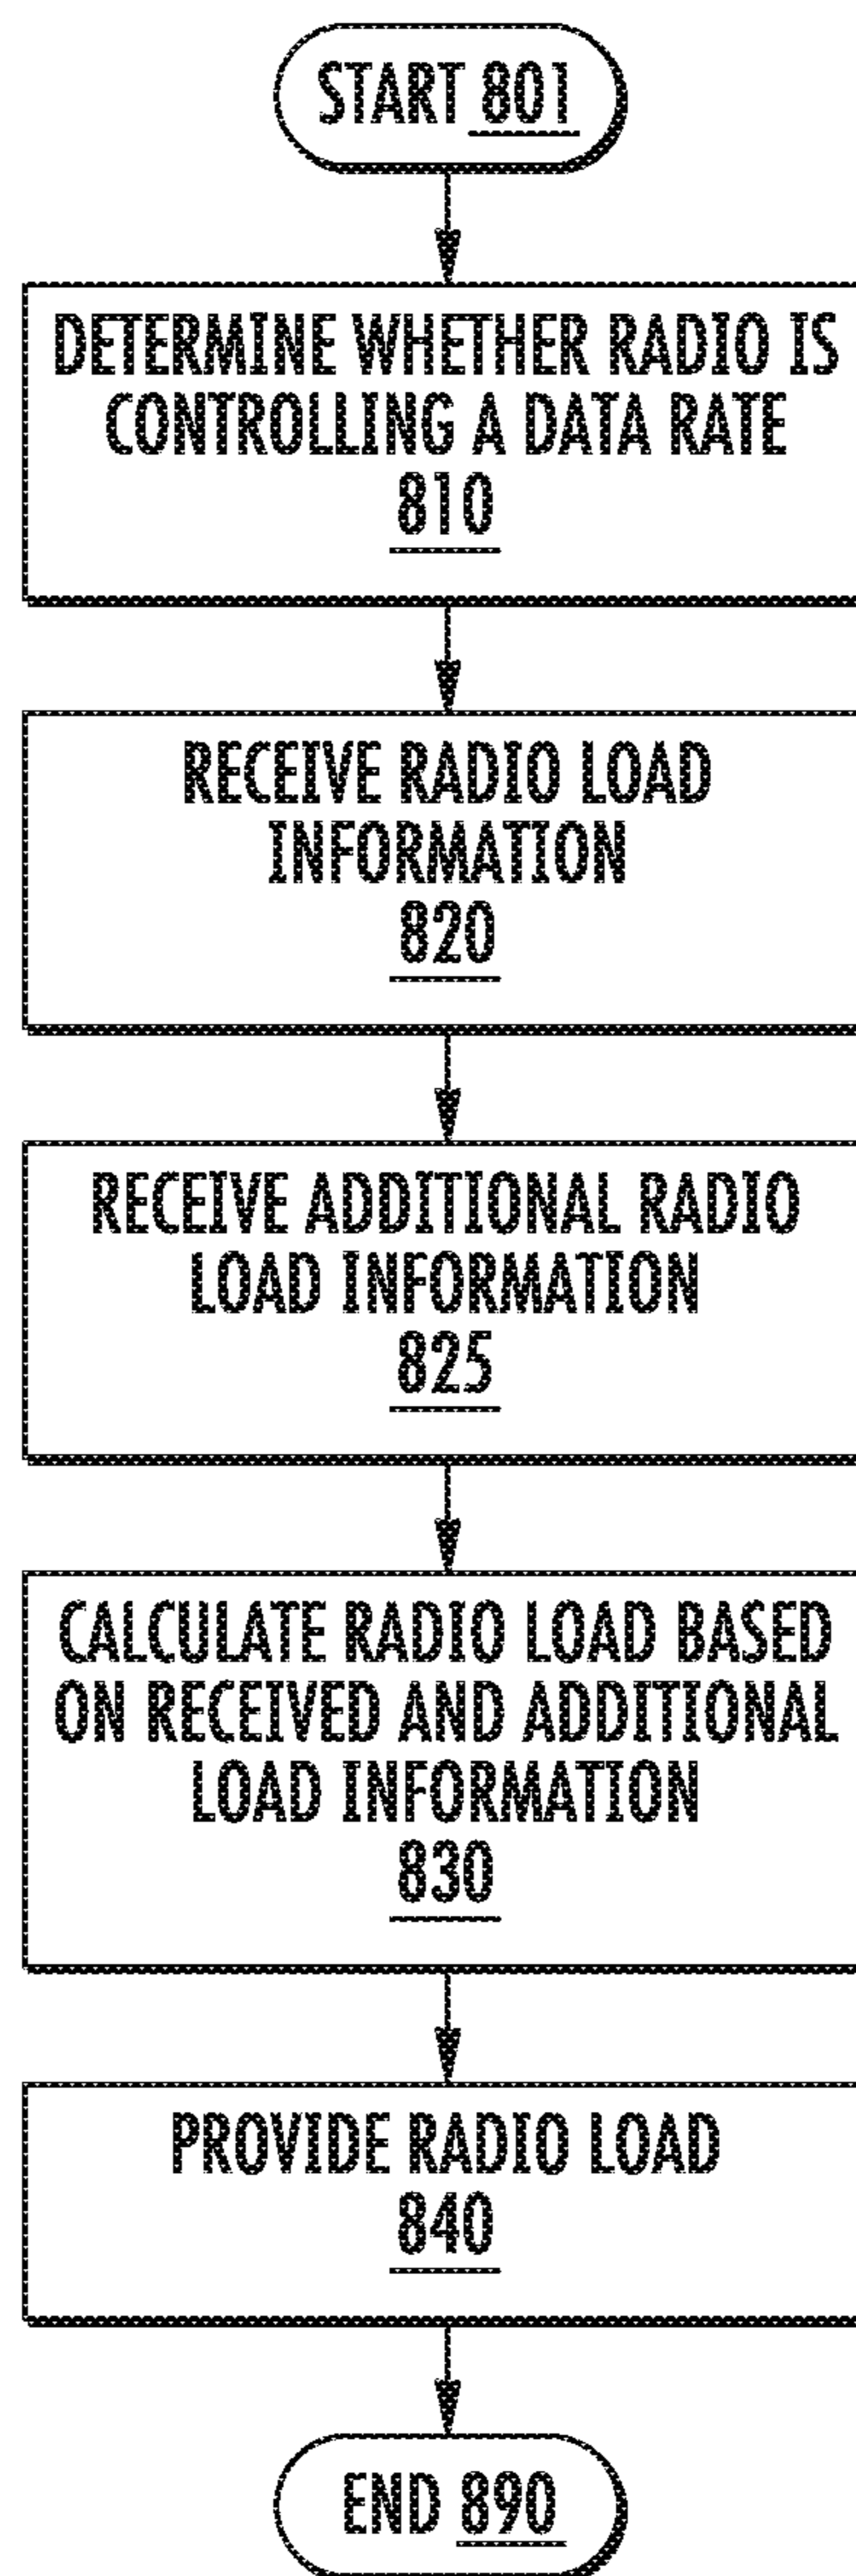 START 801
DETERMINE WHETHER RADIO IS
CONTROLLING A DATA RATE
810
RECEIVE RADIO LOAD
INFORMATION
820
RECEIVE ADDITIONAL RADIO
LOAD INFORMATION
825
CALCULATE RADIO LOAD BASED
ON RECEIVED AND ADDITIONAL
LOAD INFORMATION
830
PROVIDE RADIO LOAD
840
END 890